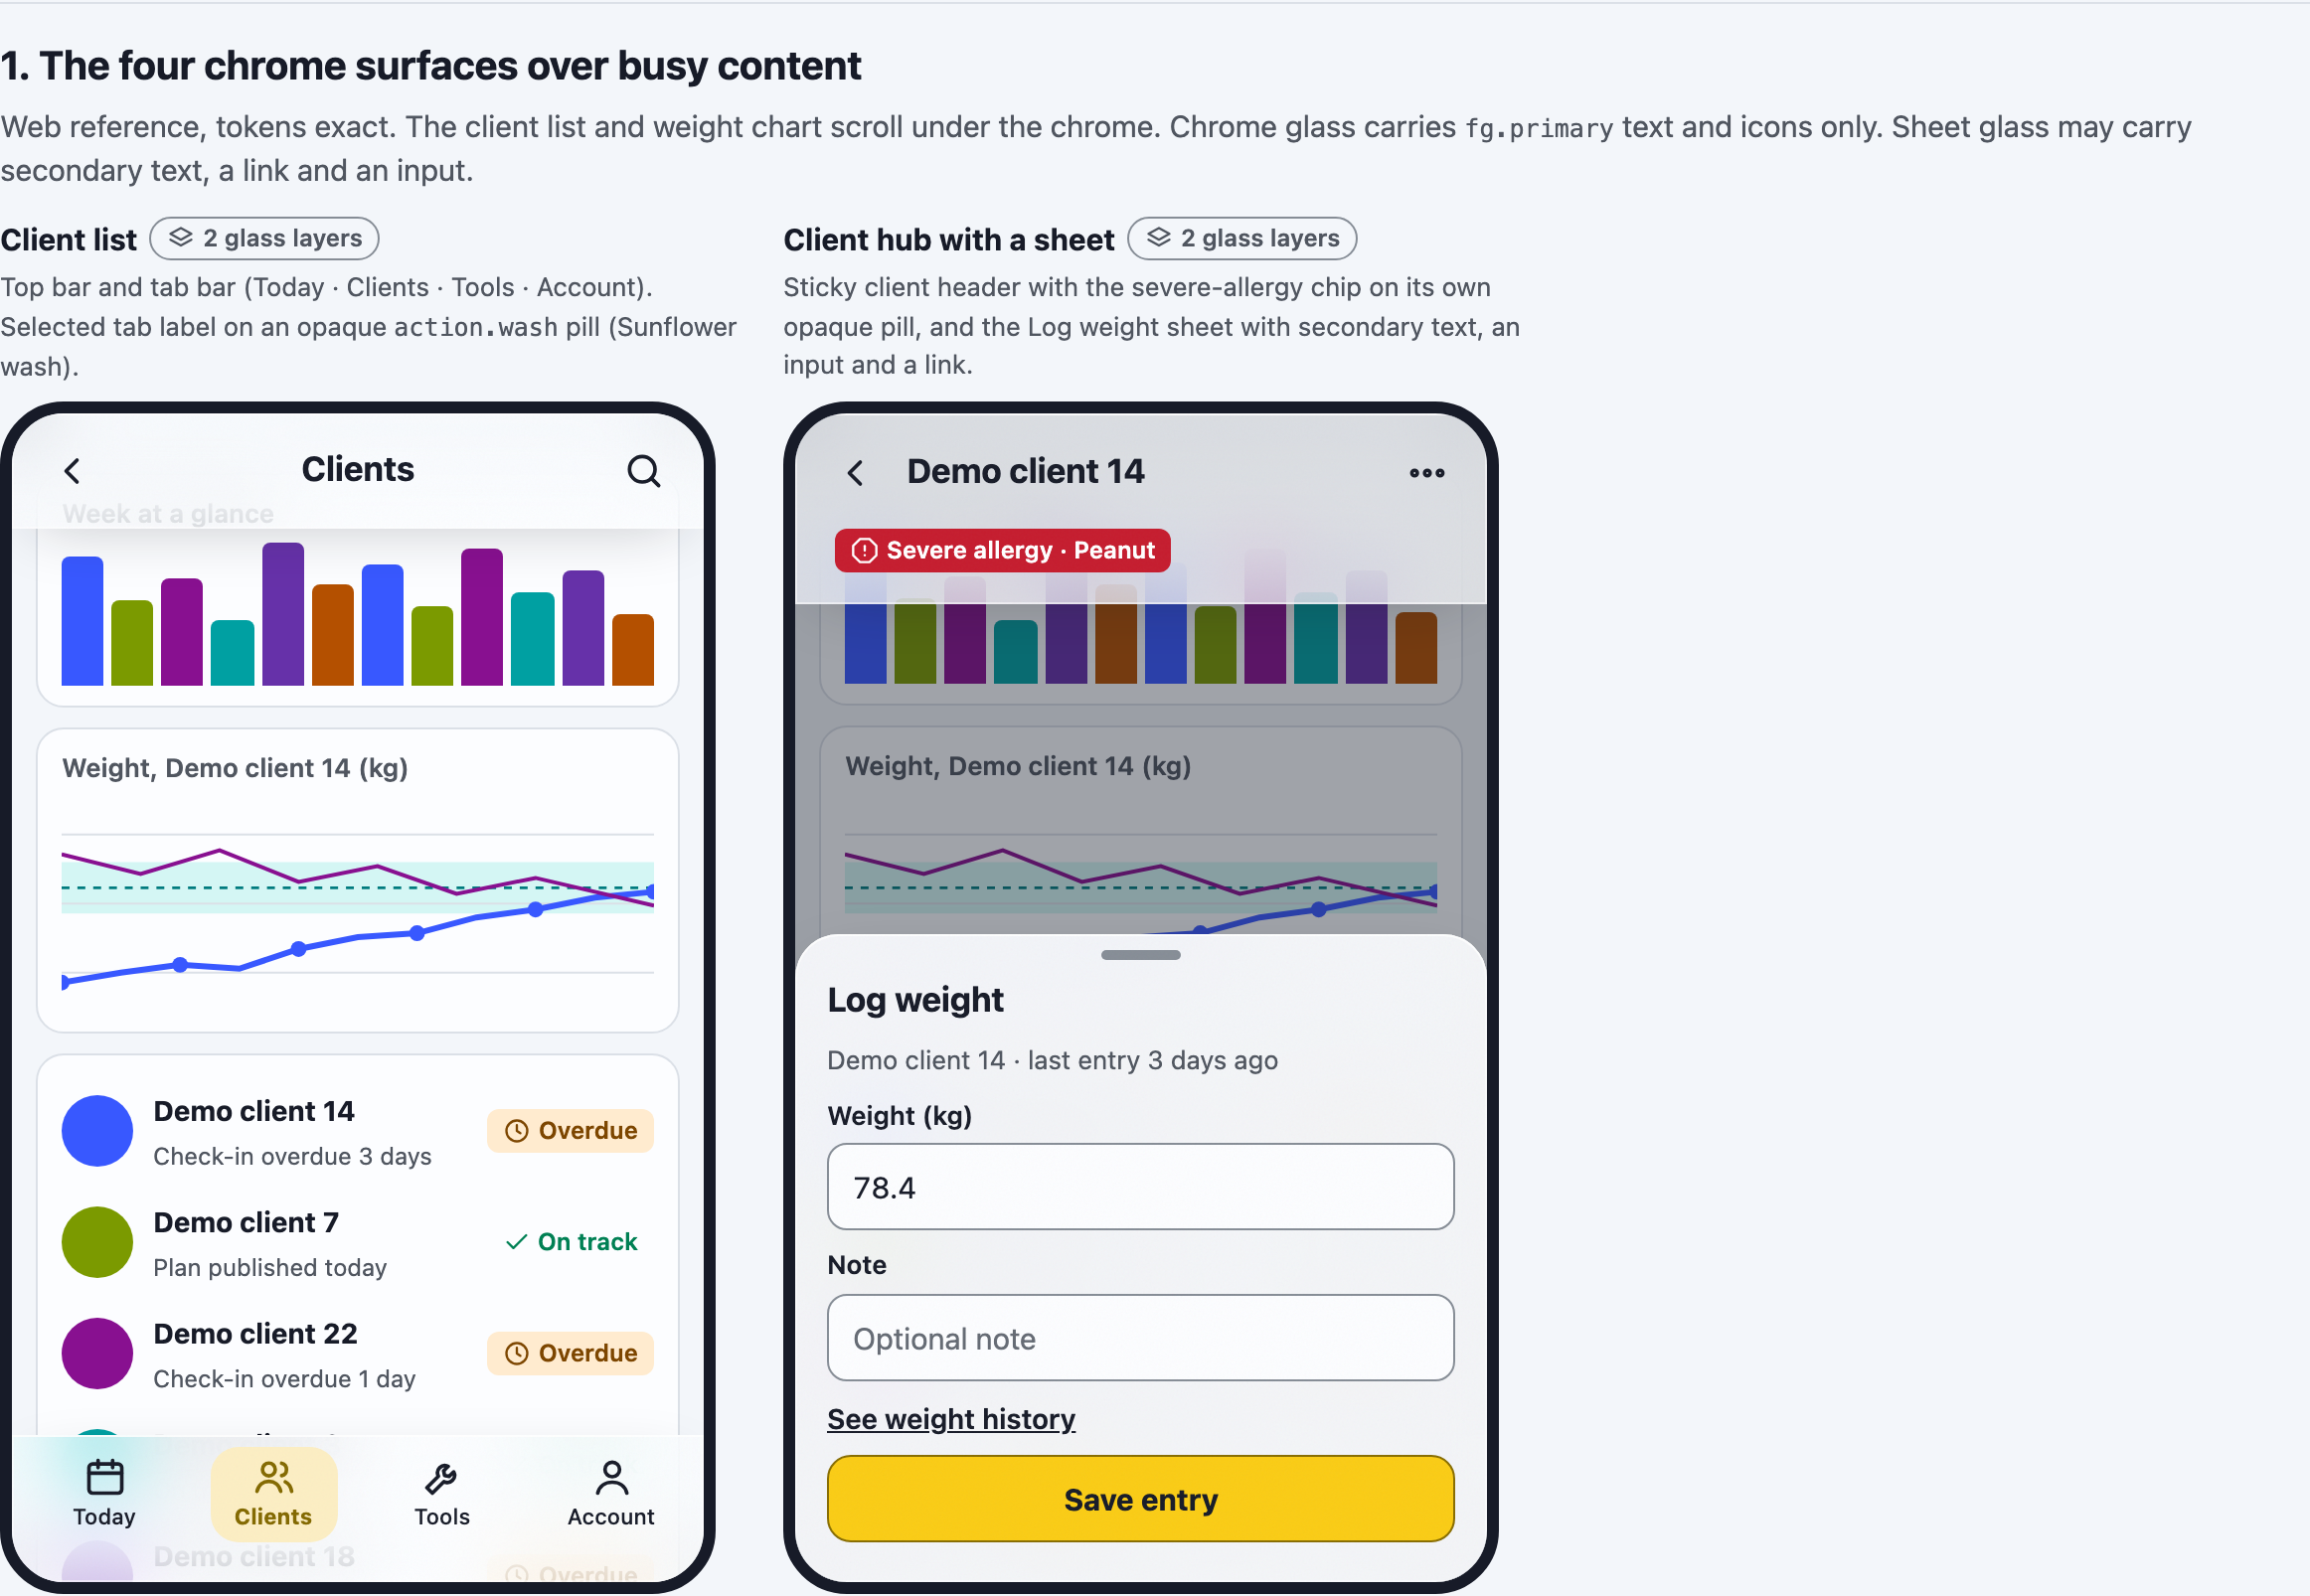 1. The four chrome surfaces over busy content
Web reference, tokens exact. The client list and weight chart scroll under the chrome. Chrome glass carries fg.primary text and icons only. Sheet glass may carry
secondary text, a link and an input.
Client list
2 glass layers
Top bar and tab bar (Today · Clients · Tools · Account).
Selected tab label on an opaque action.wash pill (Sunflower
wash).
Clients
Week at a glance
Weight, Demo client 14 (kg)
Demo client 14
Check-in overdue 3 days
Overdue
Demo client 7
Plan published today
On track
Demo client 22
Check-in overdue 1 day
Overdue
Today
Clients
Tools
Account
Demo client 18
Overdue
Client hub with a sheet
2 glass layers
Sticky client header with the severe-allergy chip on its own
opaque pill, and the Log weight sheet with secondary text, an
input and a link.
Demo client 14
Severe allergy · Peanut
Weight, Demo client 14 (kg)
Log weight
Demo client 14 · last entry 3 days ago
Weight (kg)
78.4
Note
Optional note
See weight history
Save entry